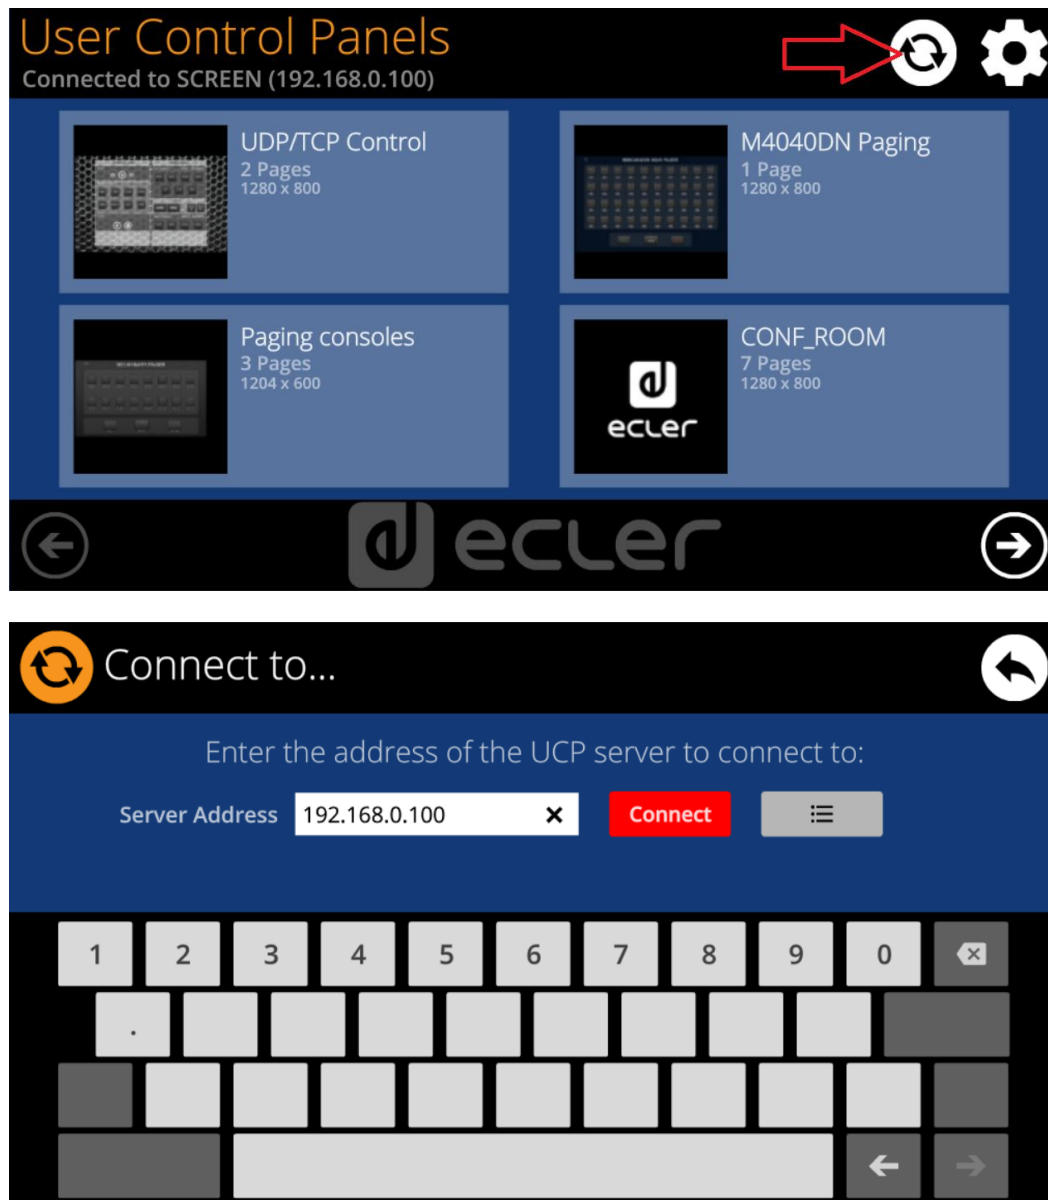 User Control Panels
Connected to SCREEN (192.168.0.100)
UDP/TCP Control
2 Pages
1280 x 800
M4040DN Paging
1 Page
1280 x 800
Paging consoles
3 Pages
1204 x 600
CONF_ROOM
7 Pages
1280 x 800
ecler
ecler
Connect to...
Enter the address of the UCP server to connect to:
Server Address 192.168.0.100 Connect
1 2 3 4 5 6 7 8 9 0
.